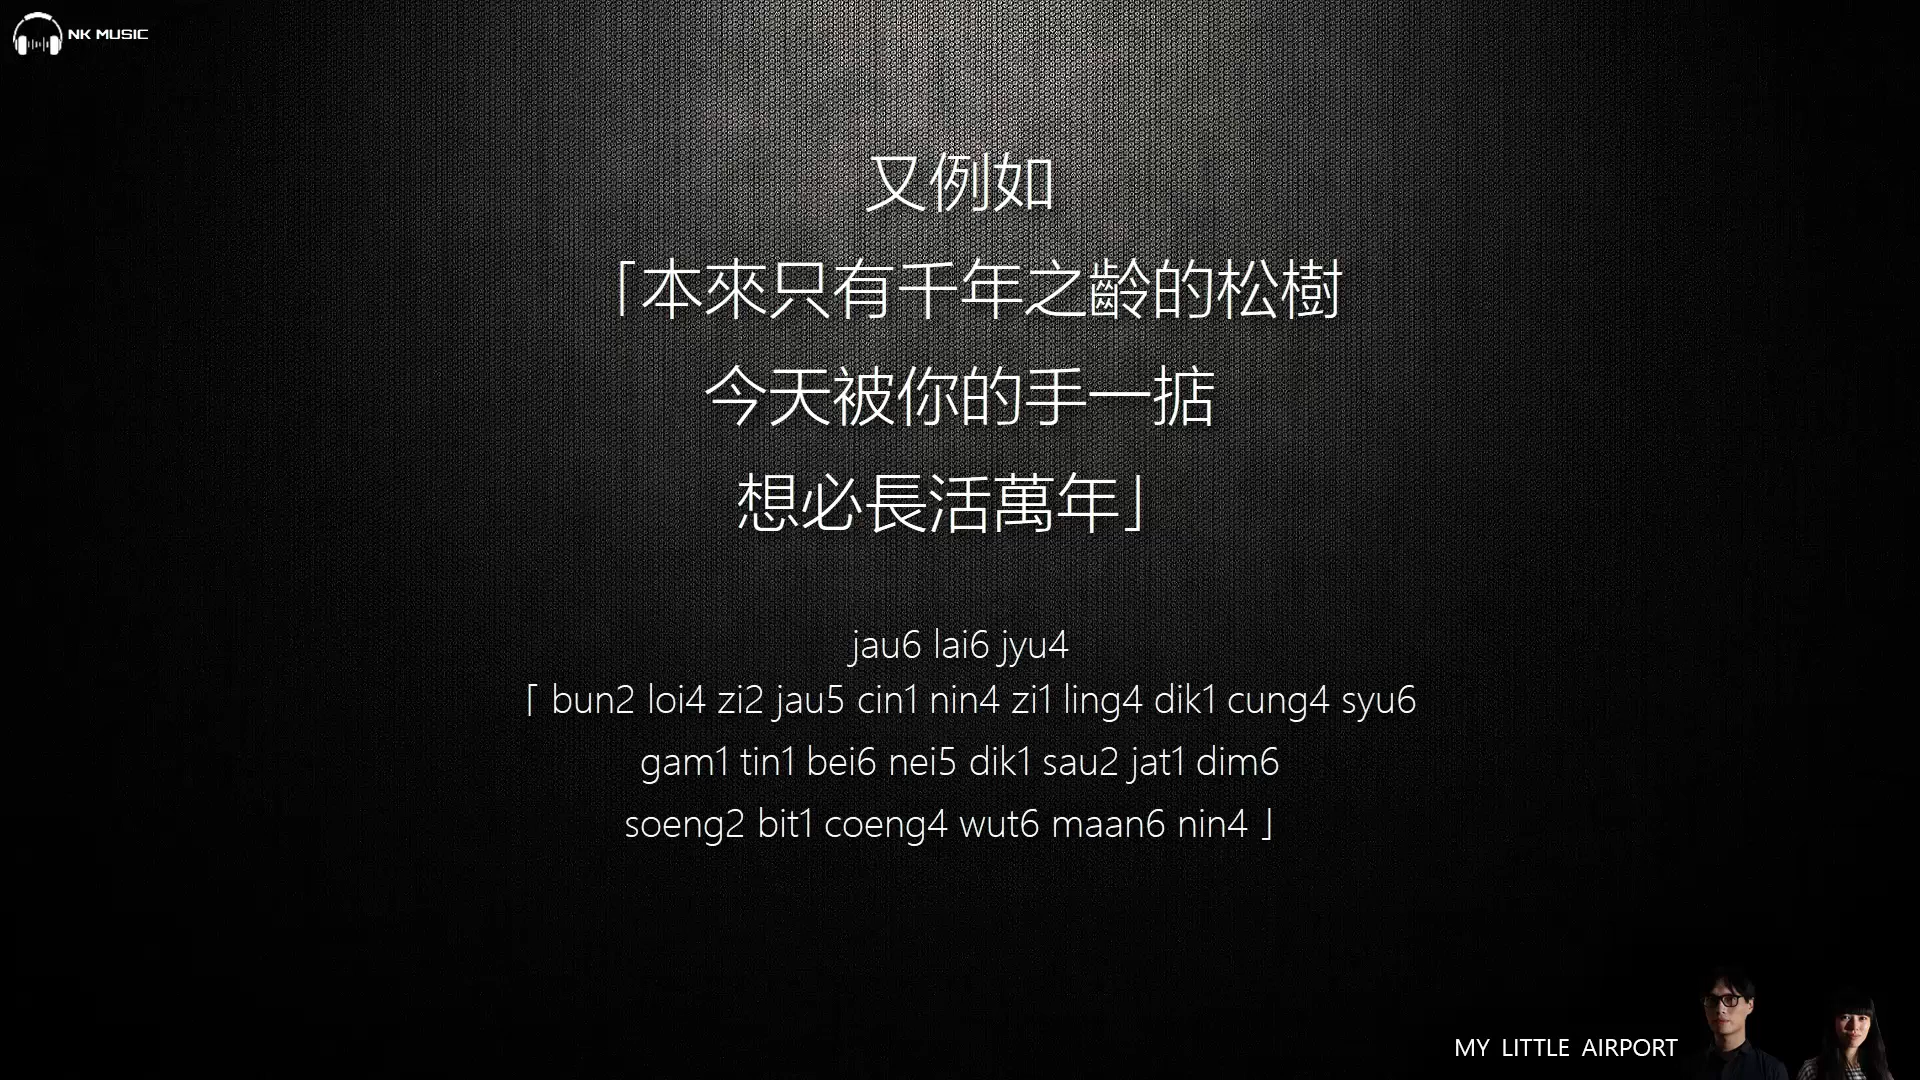 NK MUSIC
又例如
「本來只有千年之齡的松樹
今天被你的手一掂
想必長活萬年」
jau6 lai6 jyu4
「 bun2 loi4 zi2 jau5 cin1 nin4 zi1 ling4 dik1 cung4 syu6
gam1 tin1 bei6 nei5 dik1 sau2 jat1 dim6
soeng2 bit1 coeng4 wut6 maan6 nin4 」
MY LITTLE AIRPORT